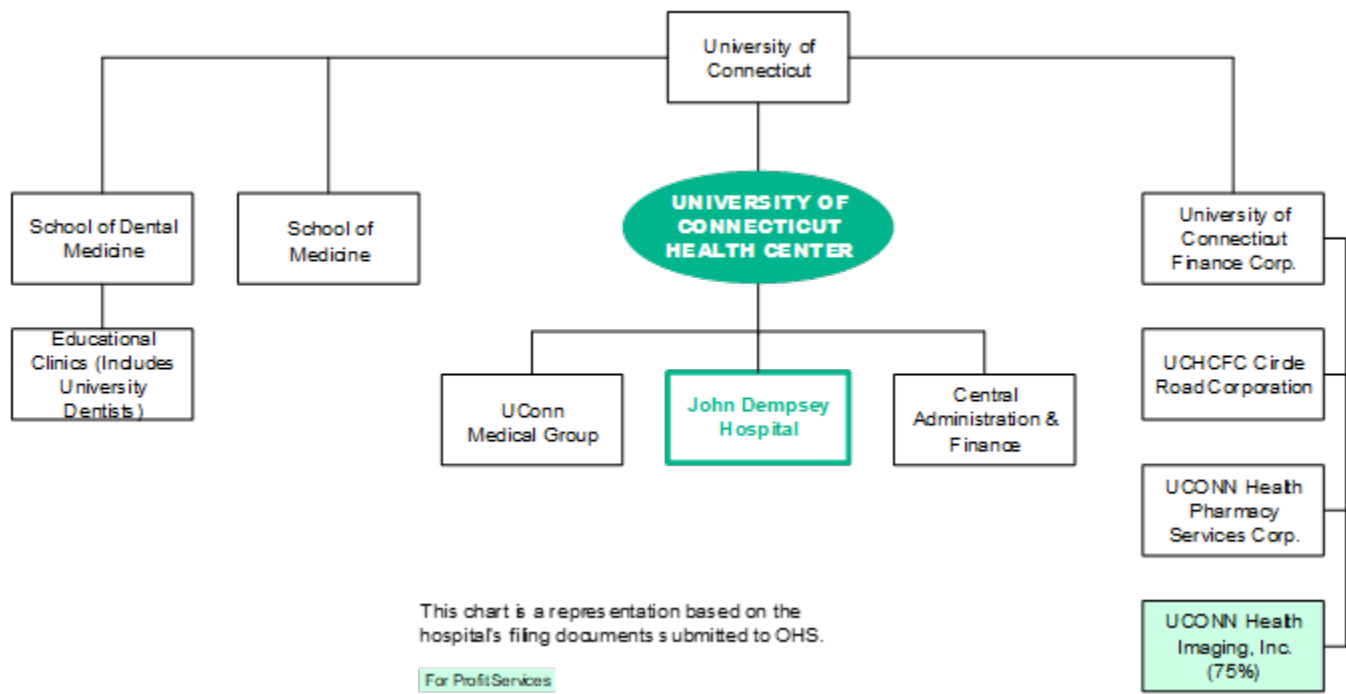 University of
Connecticut
School of Dental
Medicine
School of
Medicine
UNIVERSITY OF
CONNECTICUT
HEALTH CENTER
University of
Connecticut
Finance Corp.
Educational
Clinics (Includes
University
Dentists)
UCHCFC Circle
Road Corporation
UConn
Medical Group
John Dempsey
Hospital
Central
Administration &
Finance
UCONN Health
Pharmacy
Services Corp.
This chart is a representation based on the
hospital's filing documents submitted to OHS.
For Profit Services
UCONN Health
Imaging, Inc.
(75%)